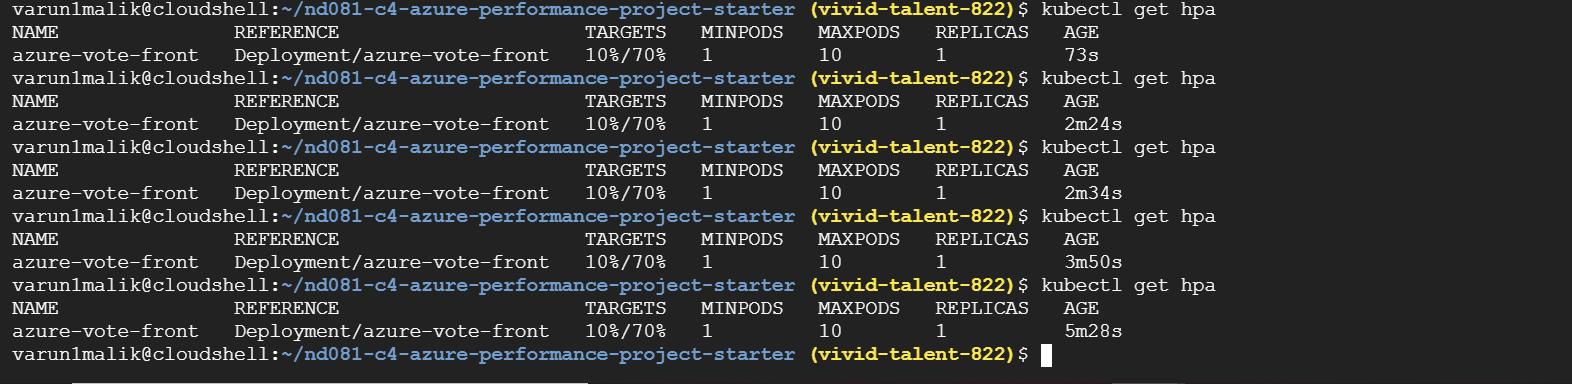 varun1malik@cloudshell:~/nd081-c4-azure-performance-project-starter (vivid-talent-822)$ kubectl get hpa
NAME REFERENCE TARGETS MINPODS MAXPODS REPLICAS AGE
azure-vote-front Deployment/azure-vote-front 10%/70% 1 10 1 73s
varun1malik@cloudshell:~/nd081-c4-azure-performance-project-starter (vivid-talent-822)$ kubectl get hpa
NAME REFERENCE TARGETS MINPODS MAXPODS REPLICAS AGE
azure-vote-front Deployment/azure-vote-front 10%/70% 1 10 1 2m24s
varun1malik@cloudshell:~/nd081-c4-azure-performance-project-starter (vivid-talent-822)$ kubectl get hpa
NAME REFERENCE TARGETS MINPODS MAXPODS REPLICAS AGE
azure-vote-front Deployment/azure-vote-front 10%/70% 1 10 1 2m34s
varun1malik@cloudshell:~/nd081-c4-azure-performance-project-starter (vivid-talent-822)$ kubectl get hpa
NAME REFERENCE TARGETS MINPODS MAXPODS REPLICAS AGE
azure-vote-front Deployment/azure-vote-front 10%/70% 1 10 1 3m50s
varun1malik@cloudshell:~/nd081-c4-azure-performance-project-starter (vivid-talent-822)$ kubectl get hpa
NAME REFERENCE TARGETS MINPODS MAXPODS REPLICAS AGE
azure-vote-front Deployment/azure-vote-front 10%/70% 1 10 1 5m28s
varun1malik@cloudshell:~/nd081-c4-azure-performance-project-starter (vivid-talent-822)$